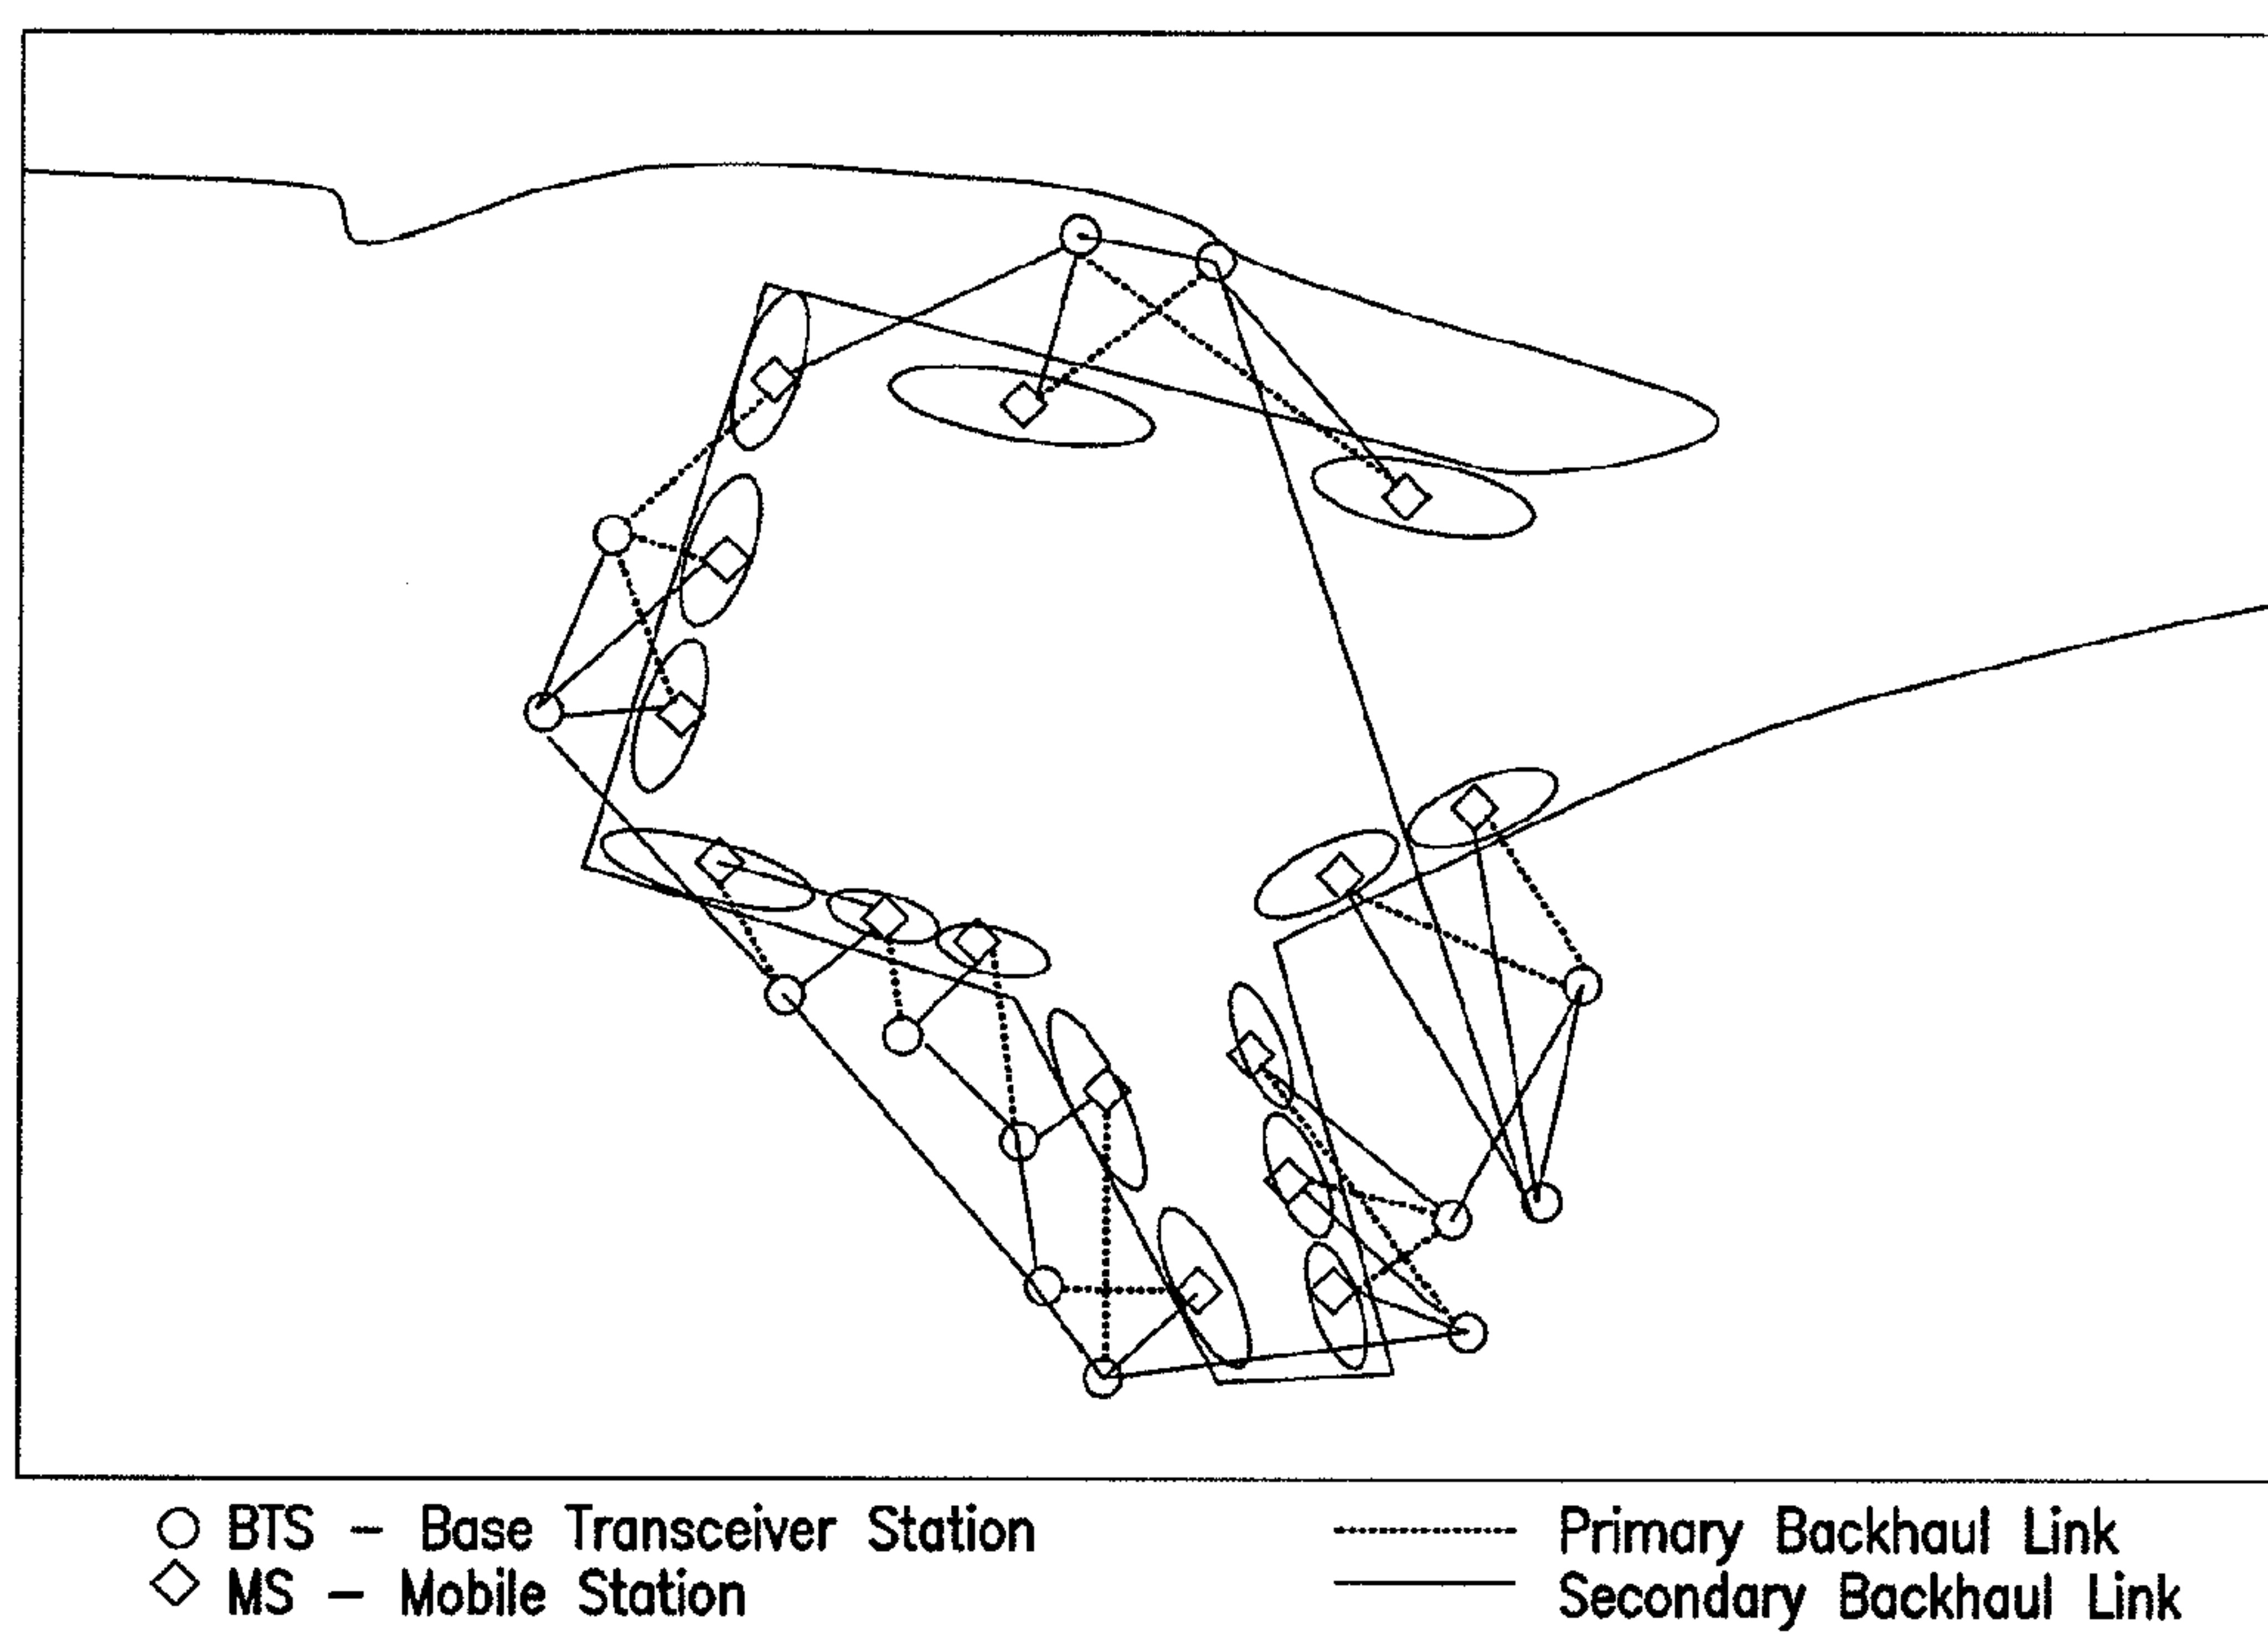 BTS – Base Transceiver Station
MS – Mobile Station
Primary Backhaul Link
Secondary Backhaul Link